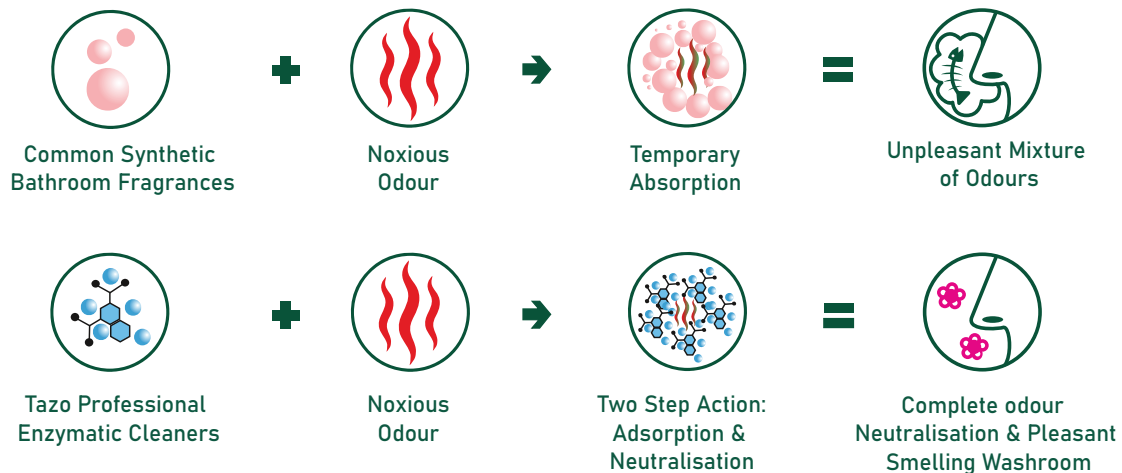 Common Synthetic
Bathroom Fragrances
Noxious
Odour
Temporary
Absorption
Unpleasant Mixture
of Odours
Tazo Professional
Enzymatic Cleaners
Noxious
Odour
Two Step Action:
Adsorption &
Neutralisation
Complete odour
Neutralisation & Pleasant
Smelling Washroom